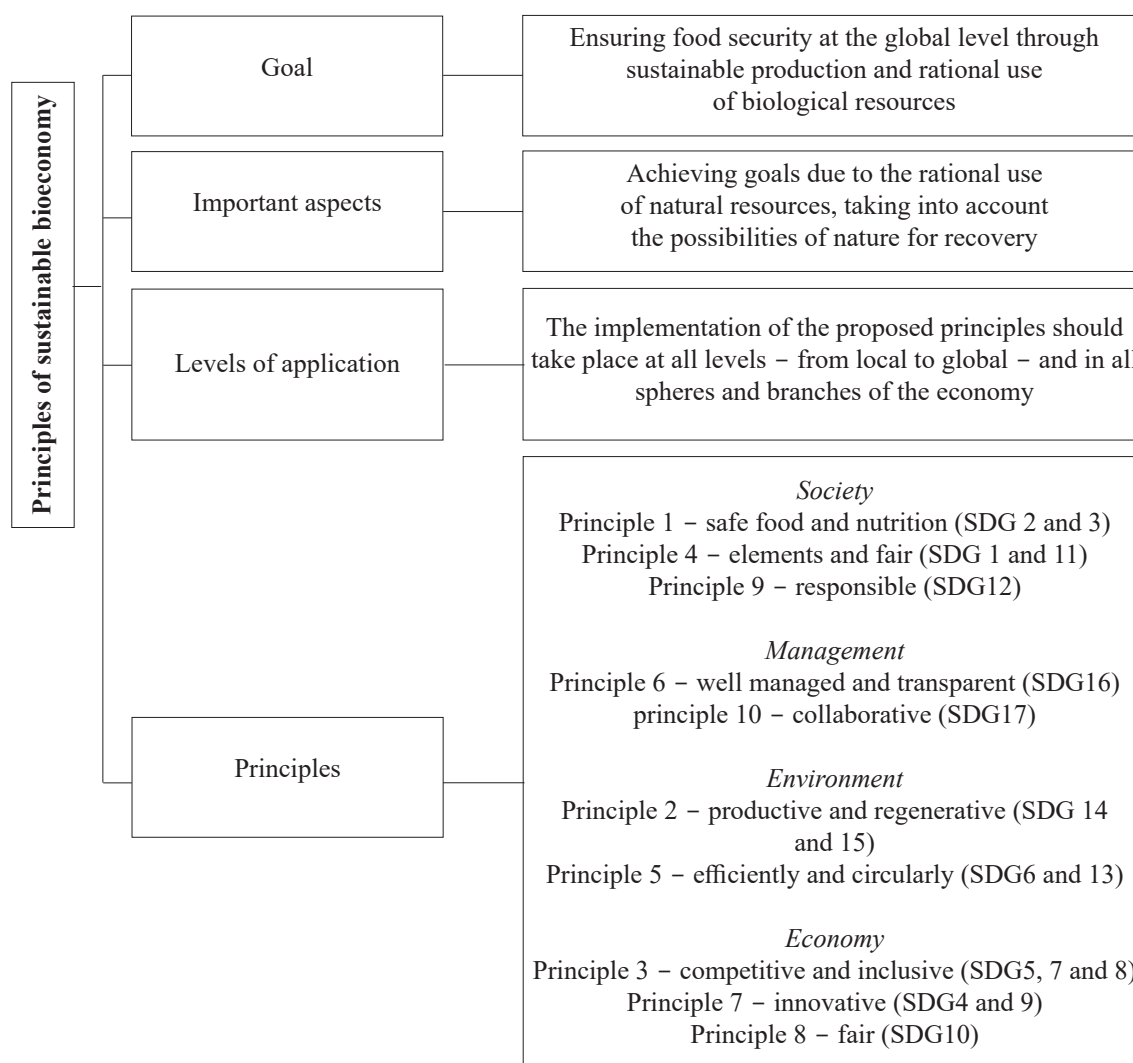 Principles of sustainable bioeconomy
Goal
Ensuring food security at the global level through
sustainable production and rational use
of biological resources
Important aspects
Achieving goals due to the rational use
of natural resources, taking into account
the possibilities of nature for recovery
Levels of application
The implementation of the proposed principles should
take place at all levels – from local to global – and in all
spheres and branches of the economy
Principles
Society
Principle 1 – safe food and nutrition (SDG 2 and 3)
Principle 4 – elements and fair (SDG 1 and 11)
Principle 9 – responsible (SDG12)
Management
Principle 6 – well managed and transparent (SDG16)
principle 10 – collaborative (SDG17)
Environment
Principle 2 – productive and regenerative (SDG 14
and 15)
Principle 5 – efficiently and circularly (SDG6 and 13)
Economy
Principle 3 – competitive and inclusive (SDG5, 7 and 8)
Principle 7 – innovative (SDG4 and 9)
Principle 8 – fair (SDG10)